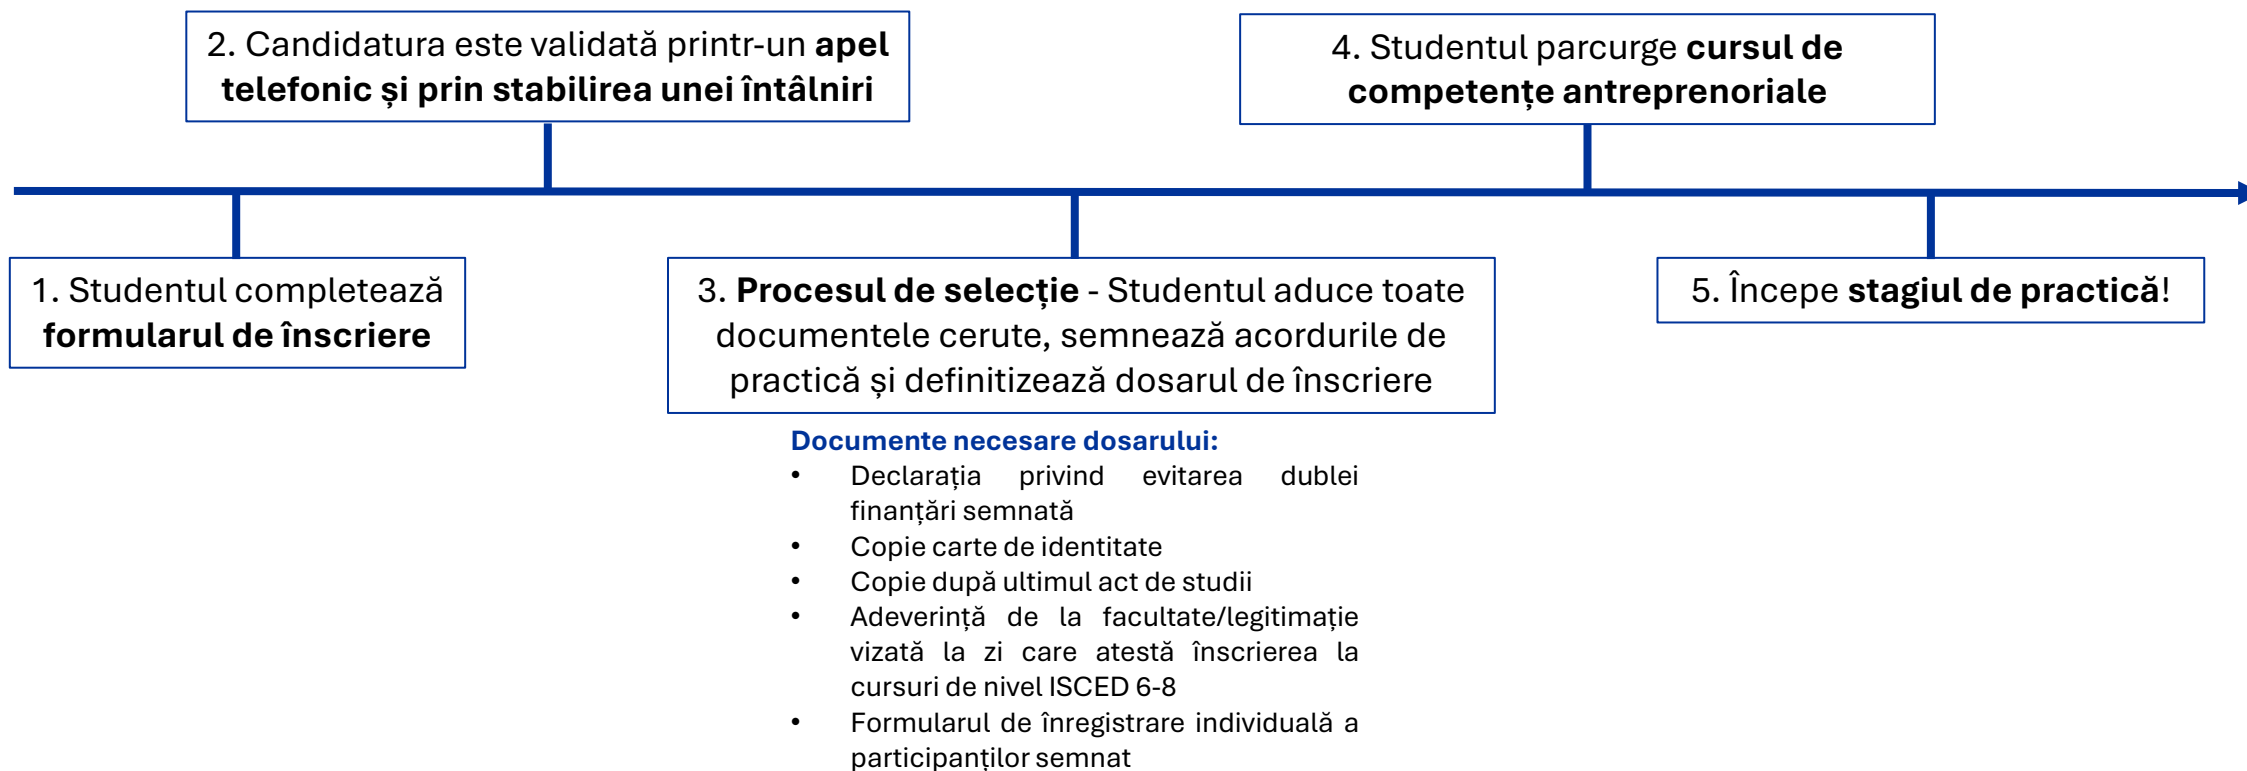 2. Candidatura este validată printr-un apel
telefonic și prin stabilirea unei întâlniri
4. Studentul parcurge cursul de
competențe antreprenoriale
1. Studentul completează
formularul de înscriere
3. Procesul de selecție - Studentul aduce toate
documentele cerute, semnează acordurile de
practică și definitizează dosarul de înscriere
5. Începe stagiul de practică!
Documente necesare dosarului:
• Declarația privind evitarea dublei
finanțări semnată
• Copie carte de identitate
• Copie după ultimul act de studii
• Adeverință de la facultate/legitimație
vizată la zi care atestă înscrierea la
cursuri de nivel ISCED 6-8
• Formularul de înregistrare individuală a
participanților semnat